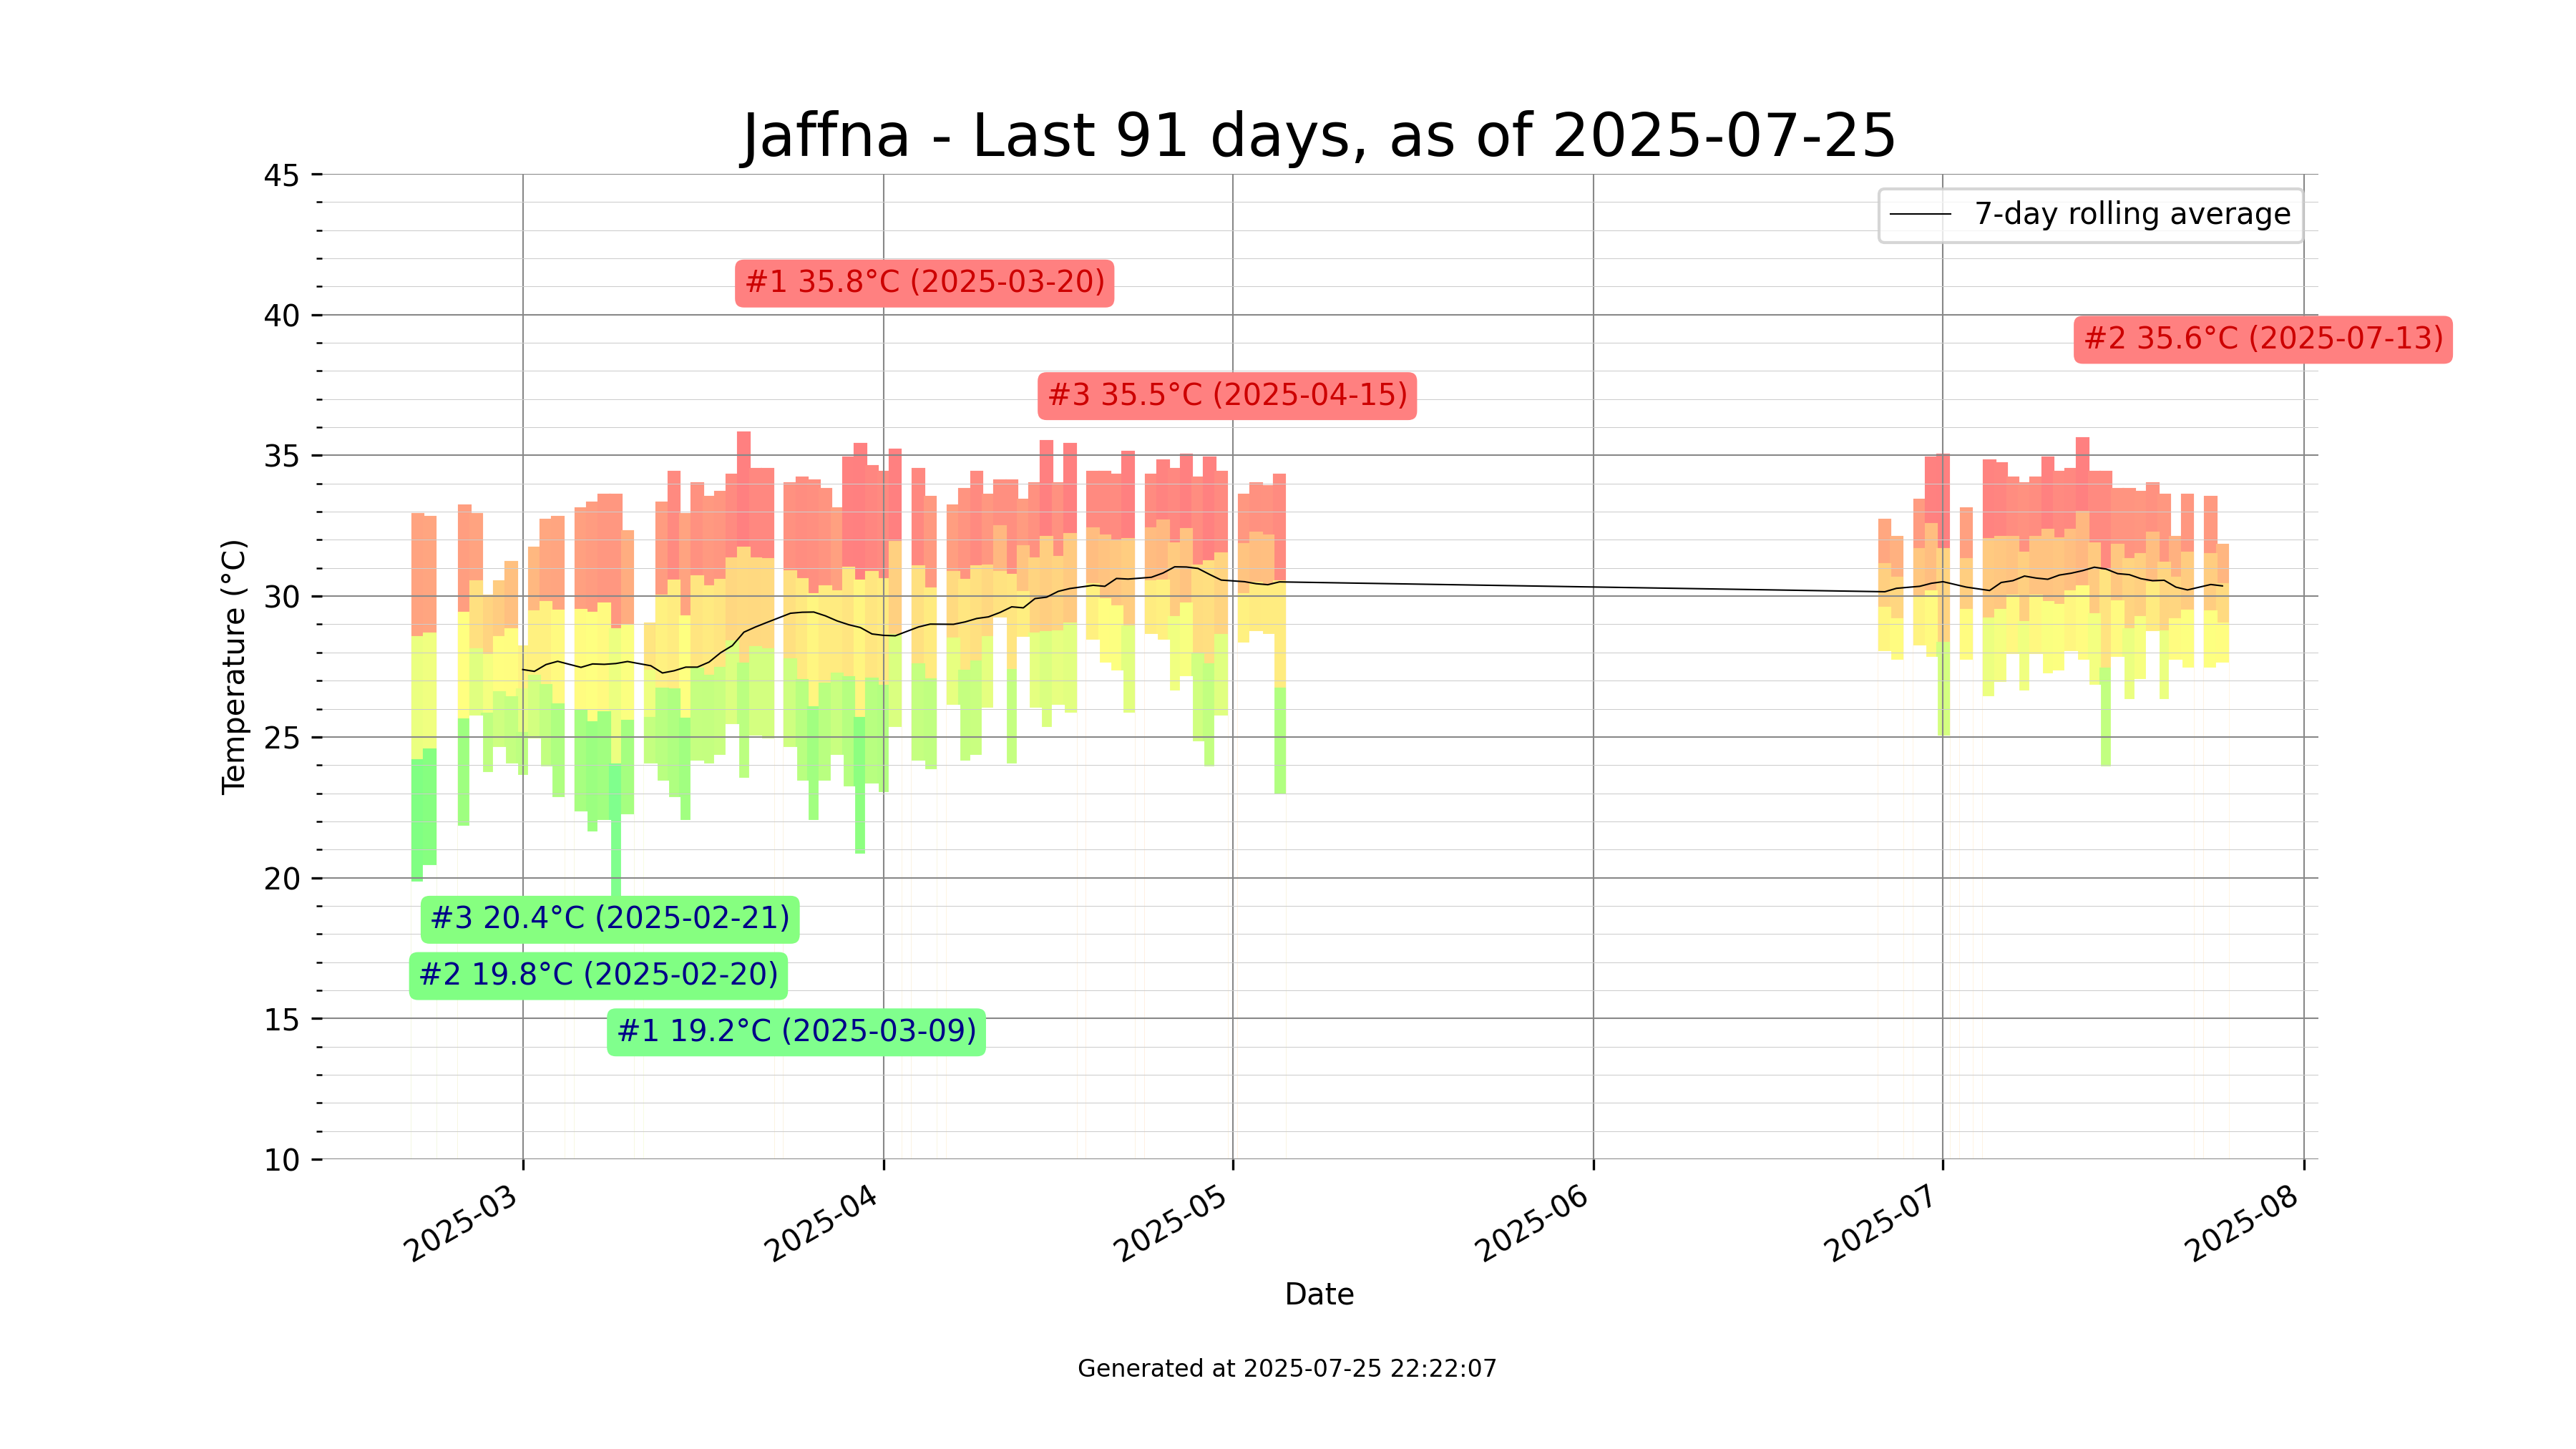 Jaffna - Last 91 days, as of 2025-07-25
45
40
35
30
25
20
15
10
Temperature (°C)
7-day rolling average
#1 35.8°C (2025-03-20)
#2 35.6°C (2025-07-13)
#3 35.5°C (2025-04-15)
#3 20.4°C (2025-02-21)
#2 19.8°C (2025-02-20)
#1 19.2°C (2025-03-09)
2025-03
2025-04
2025-05
2025-06
2025-07
2025-08
Date
Generated at 2025-07-25 22:22:07